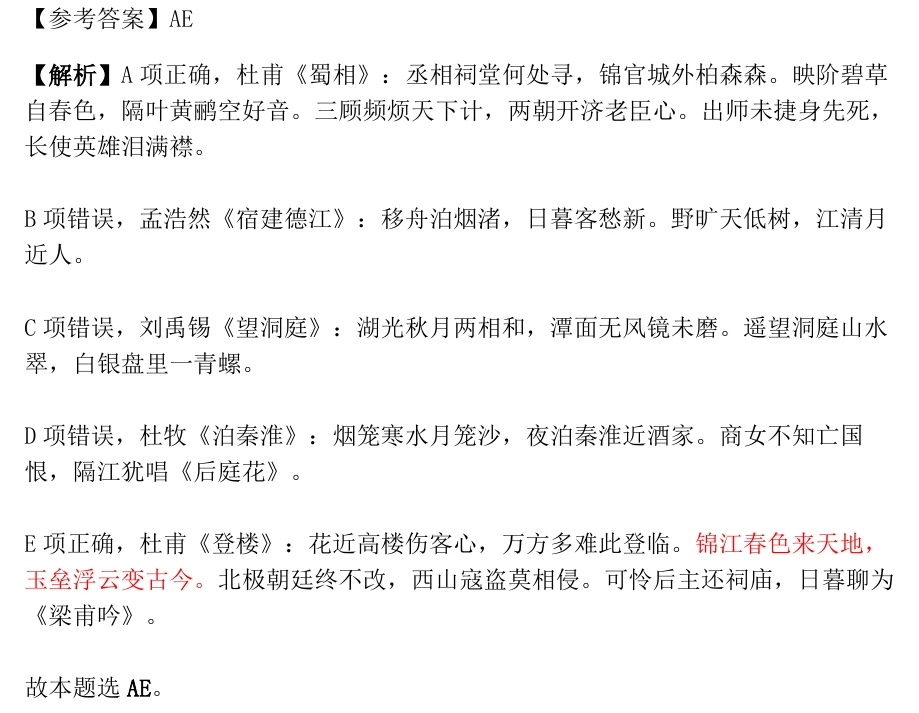 【参考答案】AE
【解析】A 项正确，杜甫《蜀相》：丞相祠堂何处寻，锦官城外柏森森。映阶碧草
自春色，隔叶黄鹂空好音。三顾频烦天下计，两朝开济老臣心。出师未捷身先死，
长使英雄泪满襟。
B 项错误，孟浩然《宿建德江》：移舟泊烟渚，日暮客愁新。野旷天低树，江清月
近人。
C 项错误，刘禹锡《望洞庭》：湖光秋月两相和，潭面无风镜未磨。遥望洞庭山水
翠，白银盘里一青螺。
D 项错误，杜牧《泊秦淮》：烟笼寒水月笼沙，夜泊秦淮近酒家。商女不知亡国
恨，隔江犹唱《后庭花》。
E 项正确，杜甫《登楼》：花近高楼伤客心，万方多难此登临。锦江春色来天地，
玉垒浮云变古今。北极朝廷终不改，西山寇盗莫相侵。可怜后主还祠庙，日暮聊为
《梁甫吟》。
故本题选 AE。